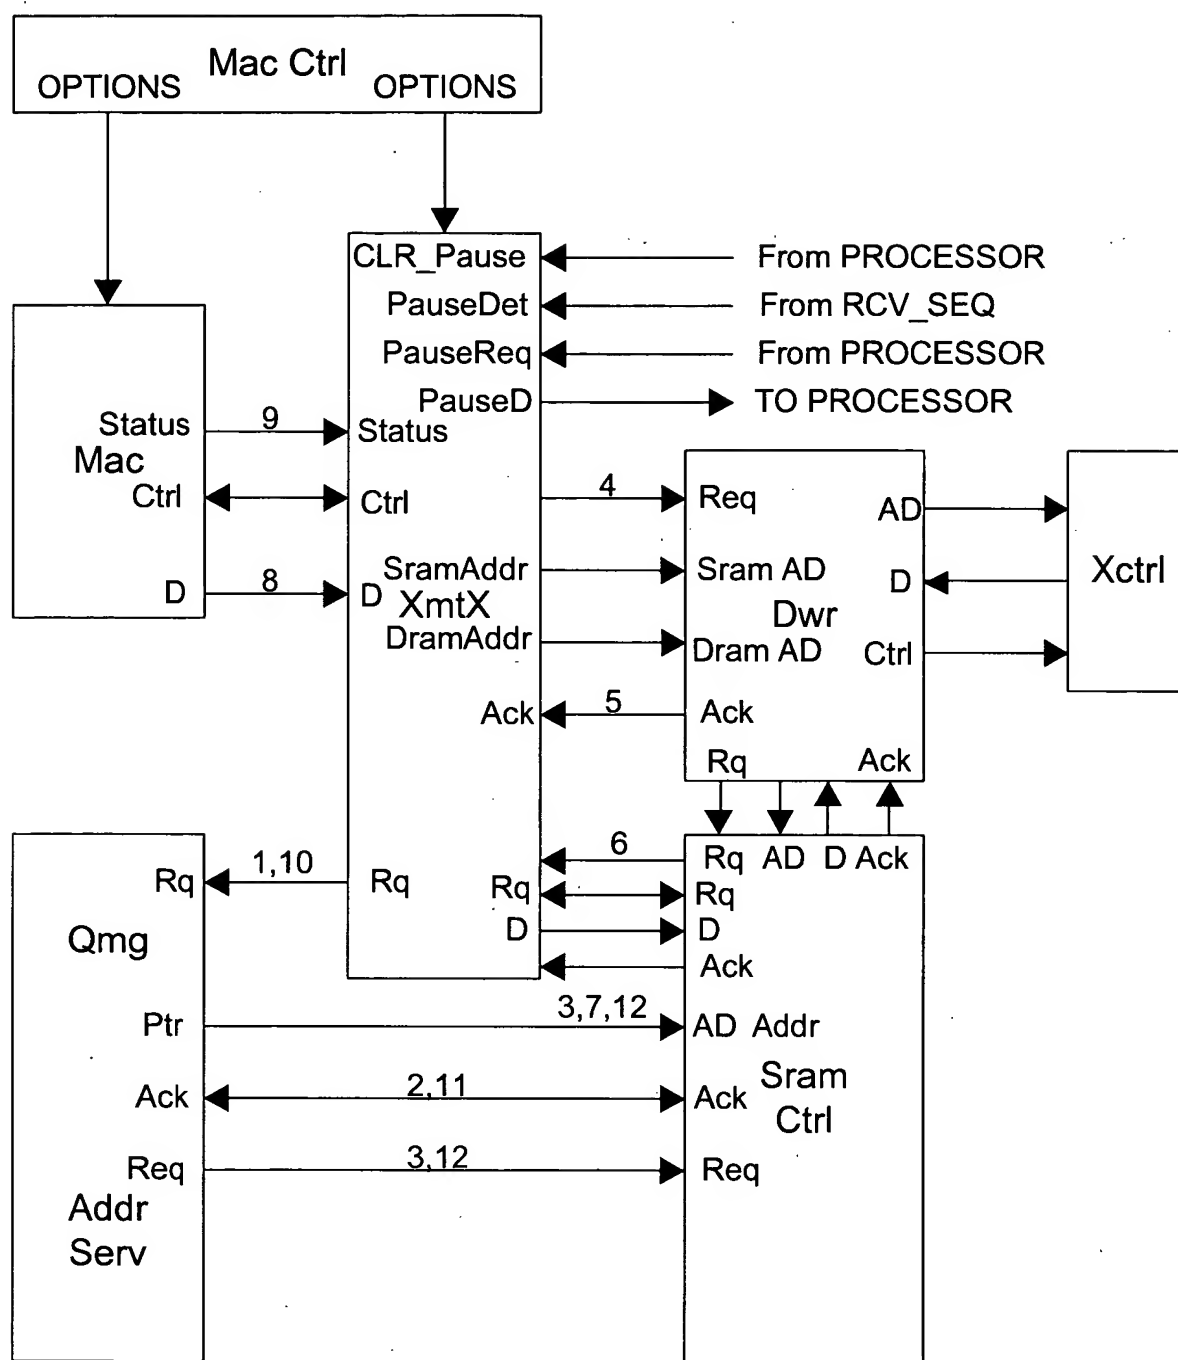 Mac Ctrl
OPTIONS OPTIONS
CLR_Pause From PROCESSOR
PauseDet From RCV_SEQ
PauseReq From PROCESSOR
PauseD TO PROCESSOR
Status 9 Status
Mac
Ctrl Ctrl 4 Req AD
SramAddr Sram AD D Xctrl
D 8 D XmtX Dwr
DramAddr Dram AD Ctrl
Ack 5 Ack
Rq Ack
6 Rq AD D Ack
Rq 1,10 Rq Rq Rq
Qmg D D
Ack
Ptr 3,7,12 AD Addr
Sram
Ack 2,11 Ack Ctrl
Req 3,12 Req
Addr
Serv